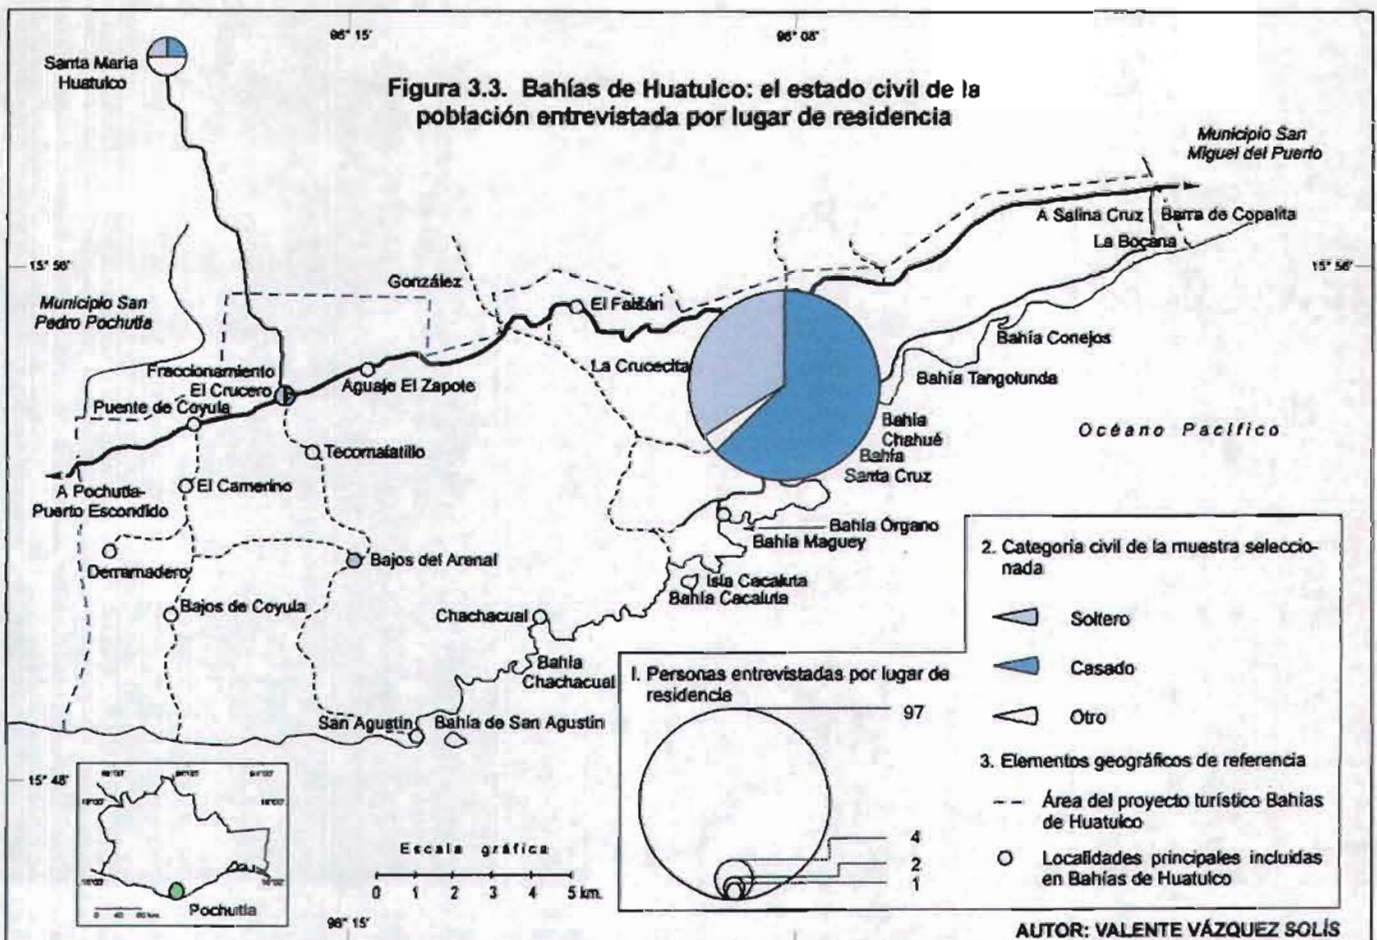 96° 15'
96° 08'
Santa María
Huatulco
Figura 3.3. Bahías de Huatulco: el estado civil de la
población entrevistada por lugar de residencia
Municipio San
Miguel del Puerto
A Salina Cruz
Barra de Copalita
La Bocana
15° 56'
15° 56'
González
Municipio San
Pedro Pochutla
El Faisán
Bahía Conejos
La Crucecita
Fraccionamiento
El Crucero
Aguaje El Zapote
Bahía Tangolunda
Puente de Coyula
Bahía
Chahué
Océano Pacífico
Tecomalatillo
Bahía
Santa Cruz
El Camerino
A Pochutla-
Puerto Escondido
Bahía Órgano
Bahía Maguey
Derramadero
Bajos del Arenal
Isla Cacaluta
Bahía Cacaluta
Bajos de Coyula
Chachacual
Bahía
Chachacual
San Agustín
Bahía de San Agustín
15° 48'
1. Personas entrevistadas por lugar de
residencia
97
4
2
1
2. Categoría civil de la muestra seleccio-
nada
Soltero
Casado
Otro
3. Elementos geográficos de referencia
Área del proyecto turístico Bahías
de Huatulco
Localidades principales incluidas
en Bahías de Huatulco
Pochutla
Escala gráfica
0 1 2 3 4 5 km.
96° 15'
AUTOR: VALENTE VÁZQUEZ SOLÍS